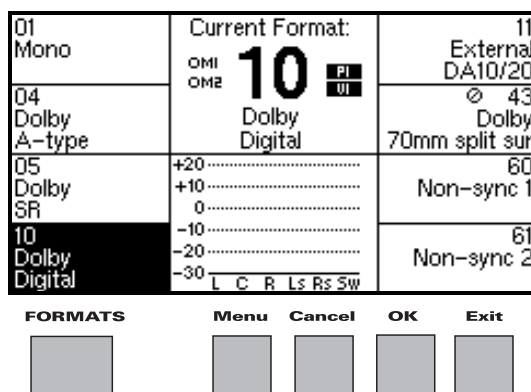 01
Mono
04
Dolby
A-type
05
Dolby
SR
10
Dolby
Digital
Current Format:
OM1
OM2
10
PI
VI
Dolby
Digital
+20
+10
0
-10
-20
-30
L C R Ls Rs Sw
11
External
DA10/20
43
Dolby
70mm split sur
60
Non-sync 1
61
Non-sync 2
FORMATS Menu Cancel OK Exit